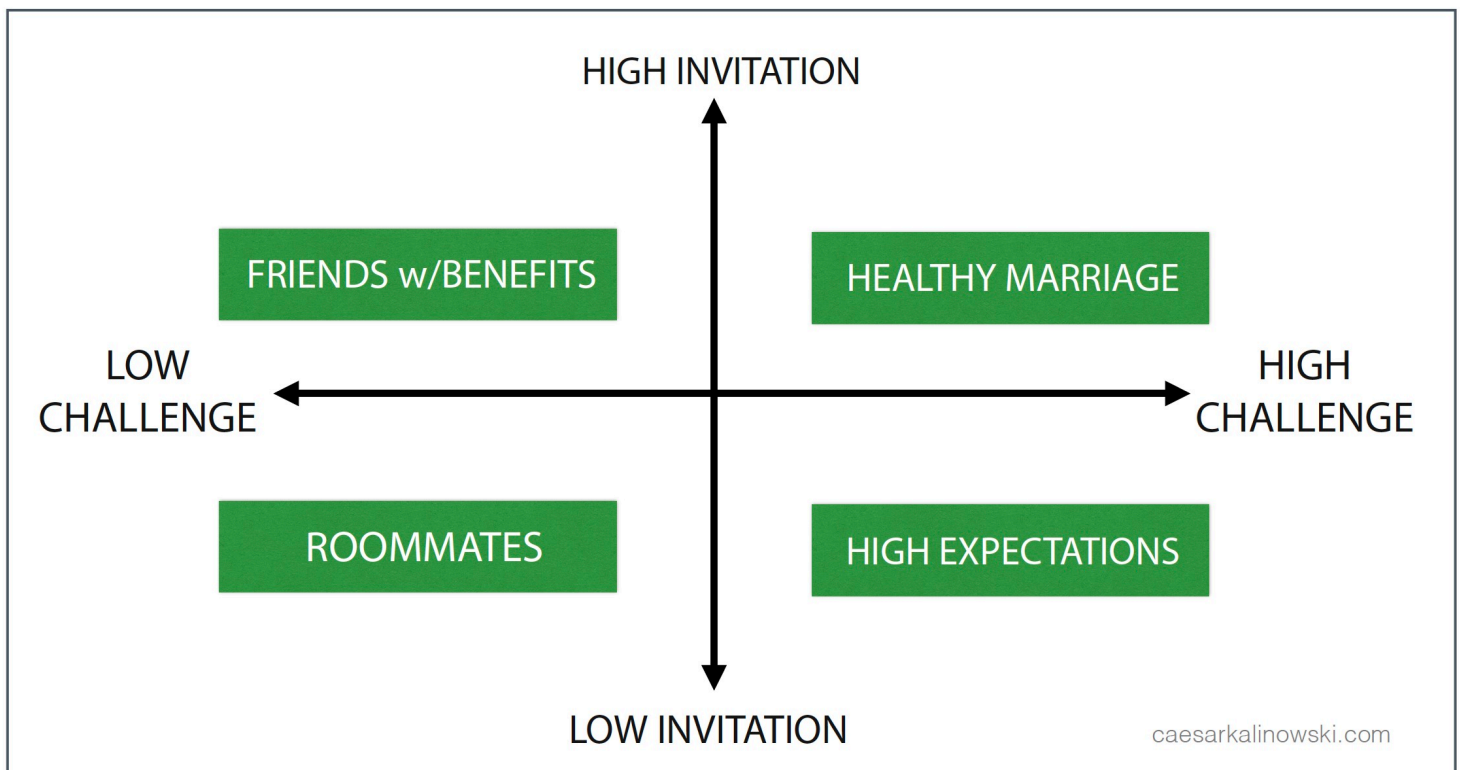 HIGH INVITATION
FRIENDS w/BENEFITS
HEALTHY MARRIAGE
LOW
CHALLENGE
HIGH
CHALLENGE
ROOMMATES
HIGH EXPECTATIONS
LOW INVITATION
caesarkalinowski.com